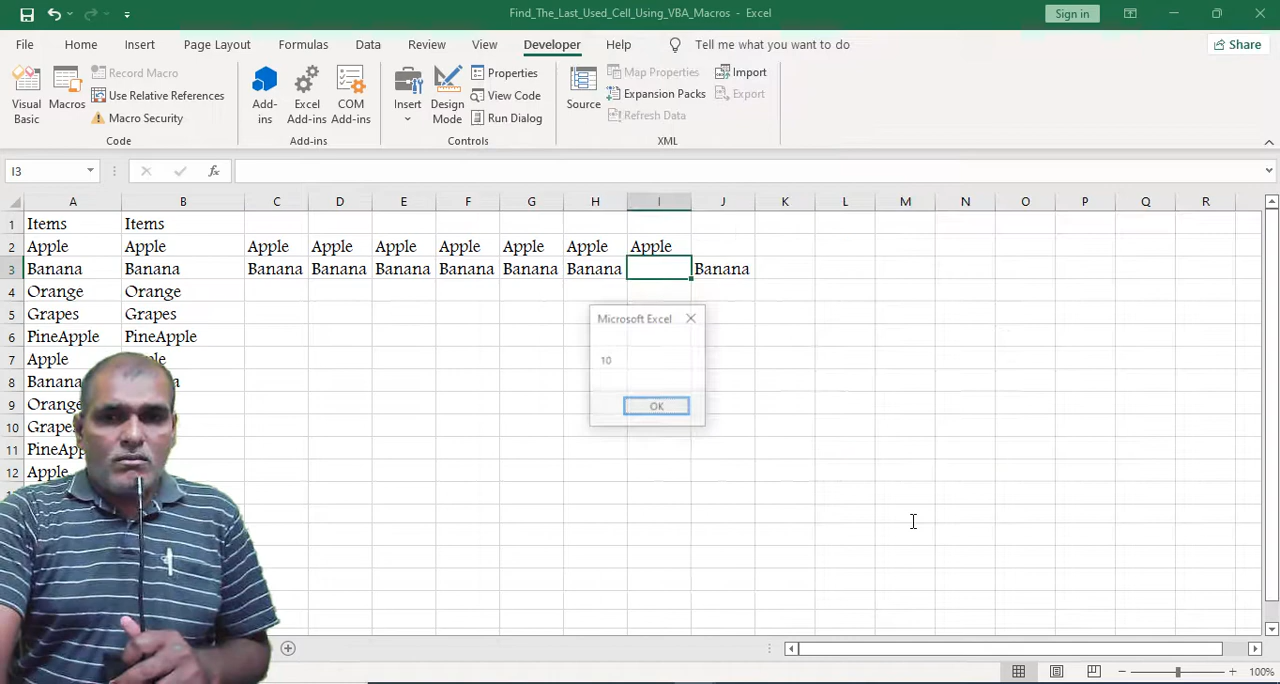 Find_The_Last_Used_Cell_Using_VBA_Macros - Excel
Sign in
File Home Insert Page Layout Formulas Data Review View Developer Help Tell me what you want to do Share
Visual Basic
Macros
Record Macro
Use Relative References
Macro Security
Code
Add-ins
Excel Add-ins
COM Add-ins
Add-ins
Insert
Design Mode
Properties
View Code
Run Dialog
Controls
Source
Map Properties
Expansion Packs
Refresh Data
Import
Export
XML
I3
fx
A B C D E F G H I J K L M N O P Q R
1 Items Items
2 Apple Apple Apple Apple Apple Apple Apple Apple Apple
3 Banana Banana Banana Banana Banana Banana Banana Banana Banana
4 Orange Orange
5 Grapes Grapes
6 PineApple PineApple
7 Apple
8 Banana
9
10
11
12 Apple
Microsoft Excel
10
OK
100%